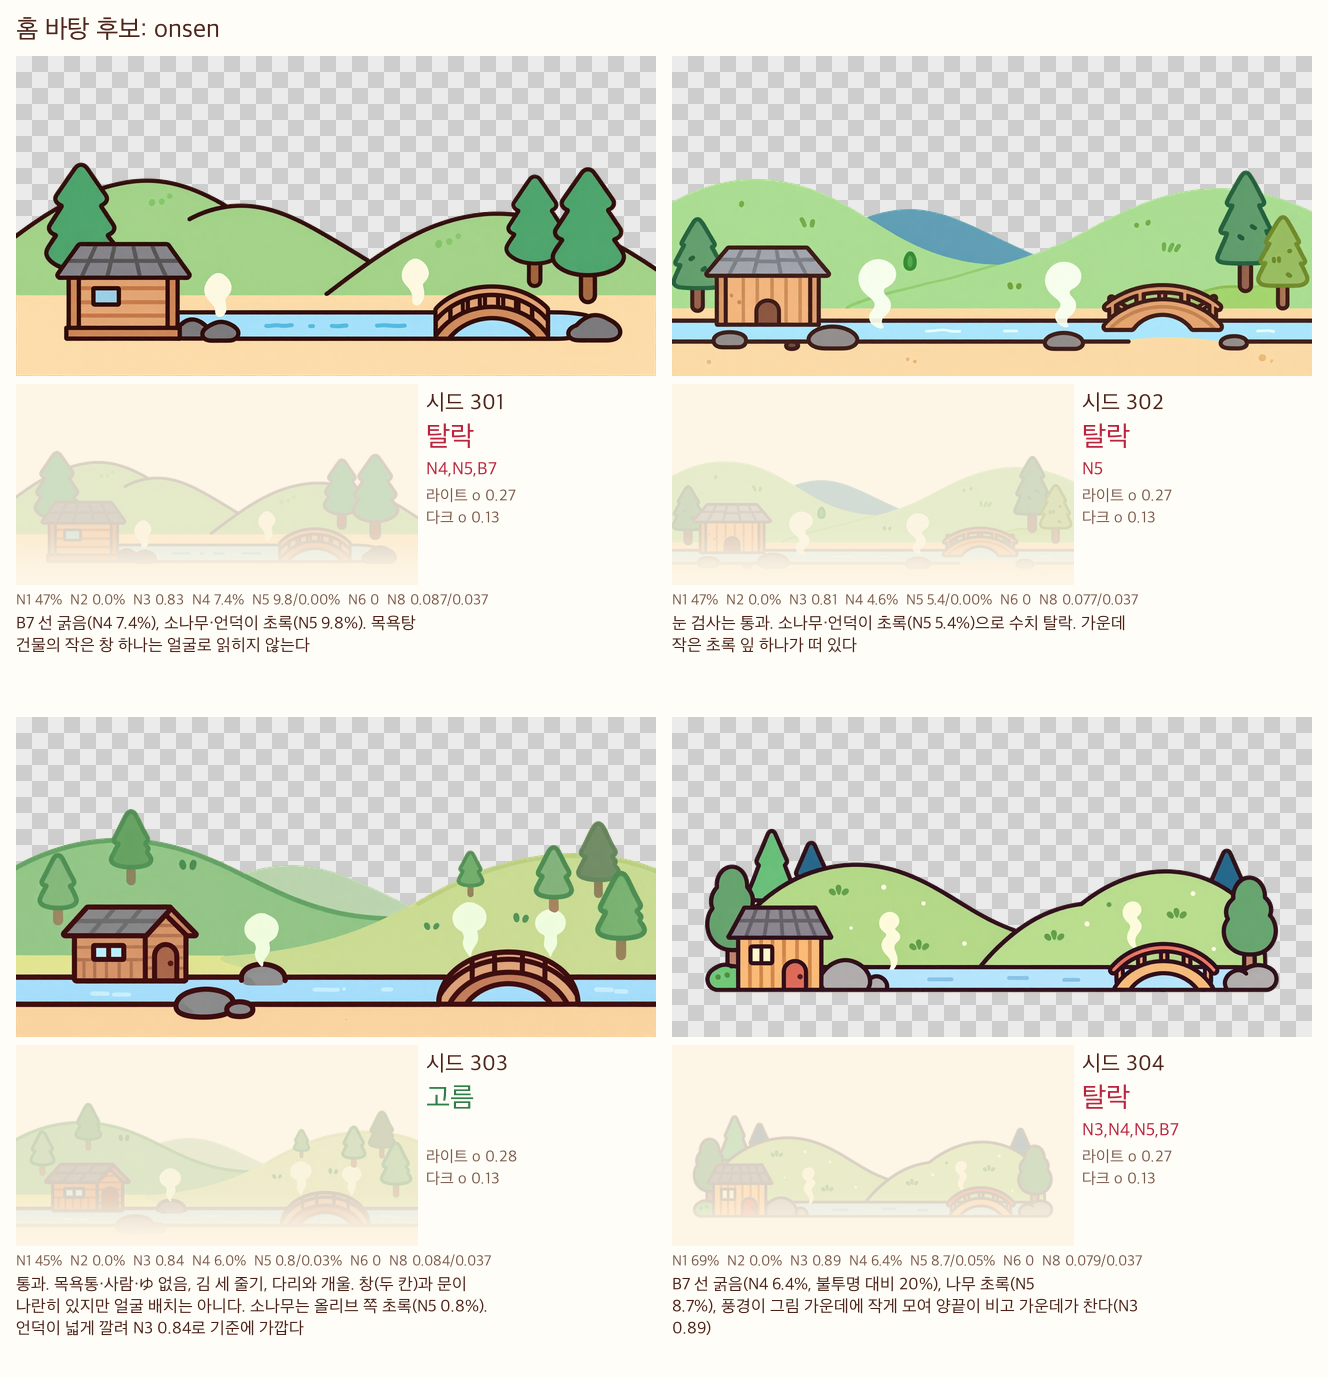 홈 바탕 후보: onsen
시드 301
탈락
N4,N5,B7
라이트 o 0.27
다크 o 0.13
N1 47% N2 0.0% N3 0.83 N4 7.4% N5 9.8/0.00% N6 0 N8 0.087/0.037
B7 선 굵음(N4 7.4%), 소나무·언덕이 초록(N5 9.8%). 목욕탕
건물의 작은 창 하나는 얼굴로 읽히지 않는다
시드 302
탈락
N5
라이트 o 0.27
다크 o 0.13
N1 47% N2 0.0% N3 0.81 N4 4.6% N5 5.4/0.00% N6 0 N8 0.077/0.037
눈 검사는 통과. 소나무·언덕이 초록(N5 5.4%)으로 수치 탈락. 가운데
작은 초록 잎 하나가 떠 있다
시드 303
고름
라이트 o 0.28
다크 o 0.13
N1 45% N2 0.0% N3 0.84 N4 6.0% N5 0.8/0.03% N6 0 N8 0.084/0.037
통과. 목욕통·사람·ゆ 없음, 김 세 줄기, 다리와 개울. 창(두 칸)과 문이
나란히 있지만 얼굴 배치는 아니다. 소나무는 올리브 쪽 초록(N5 0.8%).
언덕이 넓게 깔려 N3 0.84로 기준에 가깝다
시드 304
탈락
N3,N4,N5,B7
라이트 o 0.27
다크 o 0.13
N1 69% N2 0.0% N3 0.89 N4 6.4% N5 8.7/0.05% N6 0 N8 0.079/0.037
B7 선 굵음(N4 6.4%, 불투명 대비 20%), 나무 초록(N5
8.7%), 풍경이 그림 가운데에 작게 모여 양끝이 비고 가운데가 찬다(N3
0.89)